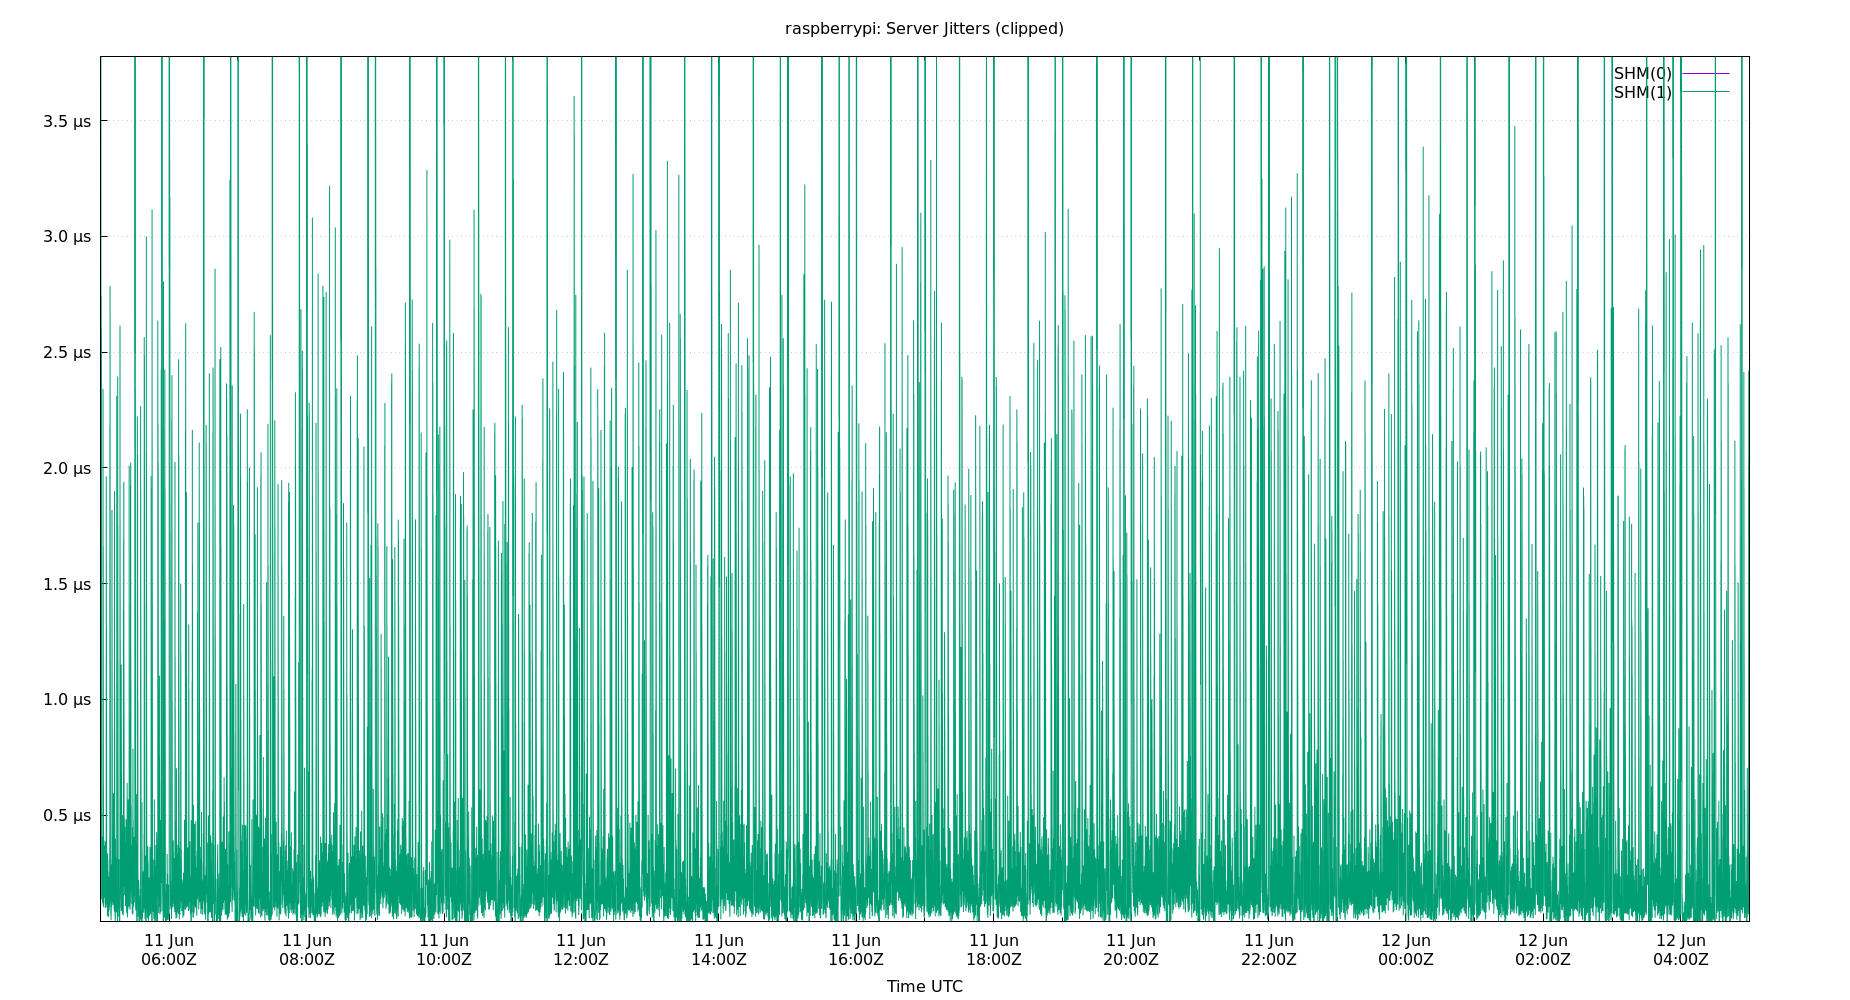 raspberrypi: Server Jitters (clipped)
SHM(0)
SHM(1)
3.5 µs
3.0 µs
2.5 µs
2.0 µs
1.5 µs
1.0 µs
0.5 µs
11 Jun 11 Jun 11 Jun 11 Jun 11 Jun 11 Jun 11 Jun 11 Jun 11 Jun 12 Jun 12 Jun 12 Jun
06:00Z 08:00Z 10:00Z 12:00Z 14:00Z 16:00Z 18:00Z 20:00Z 22:00Z 00:00Z 02:00Z 04:00Z
Time UTC